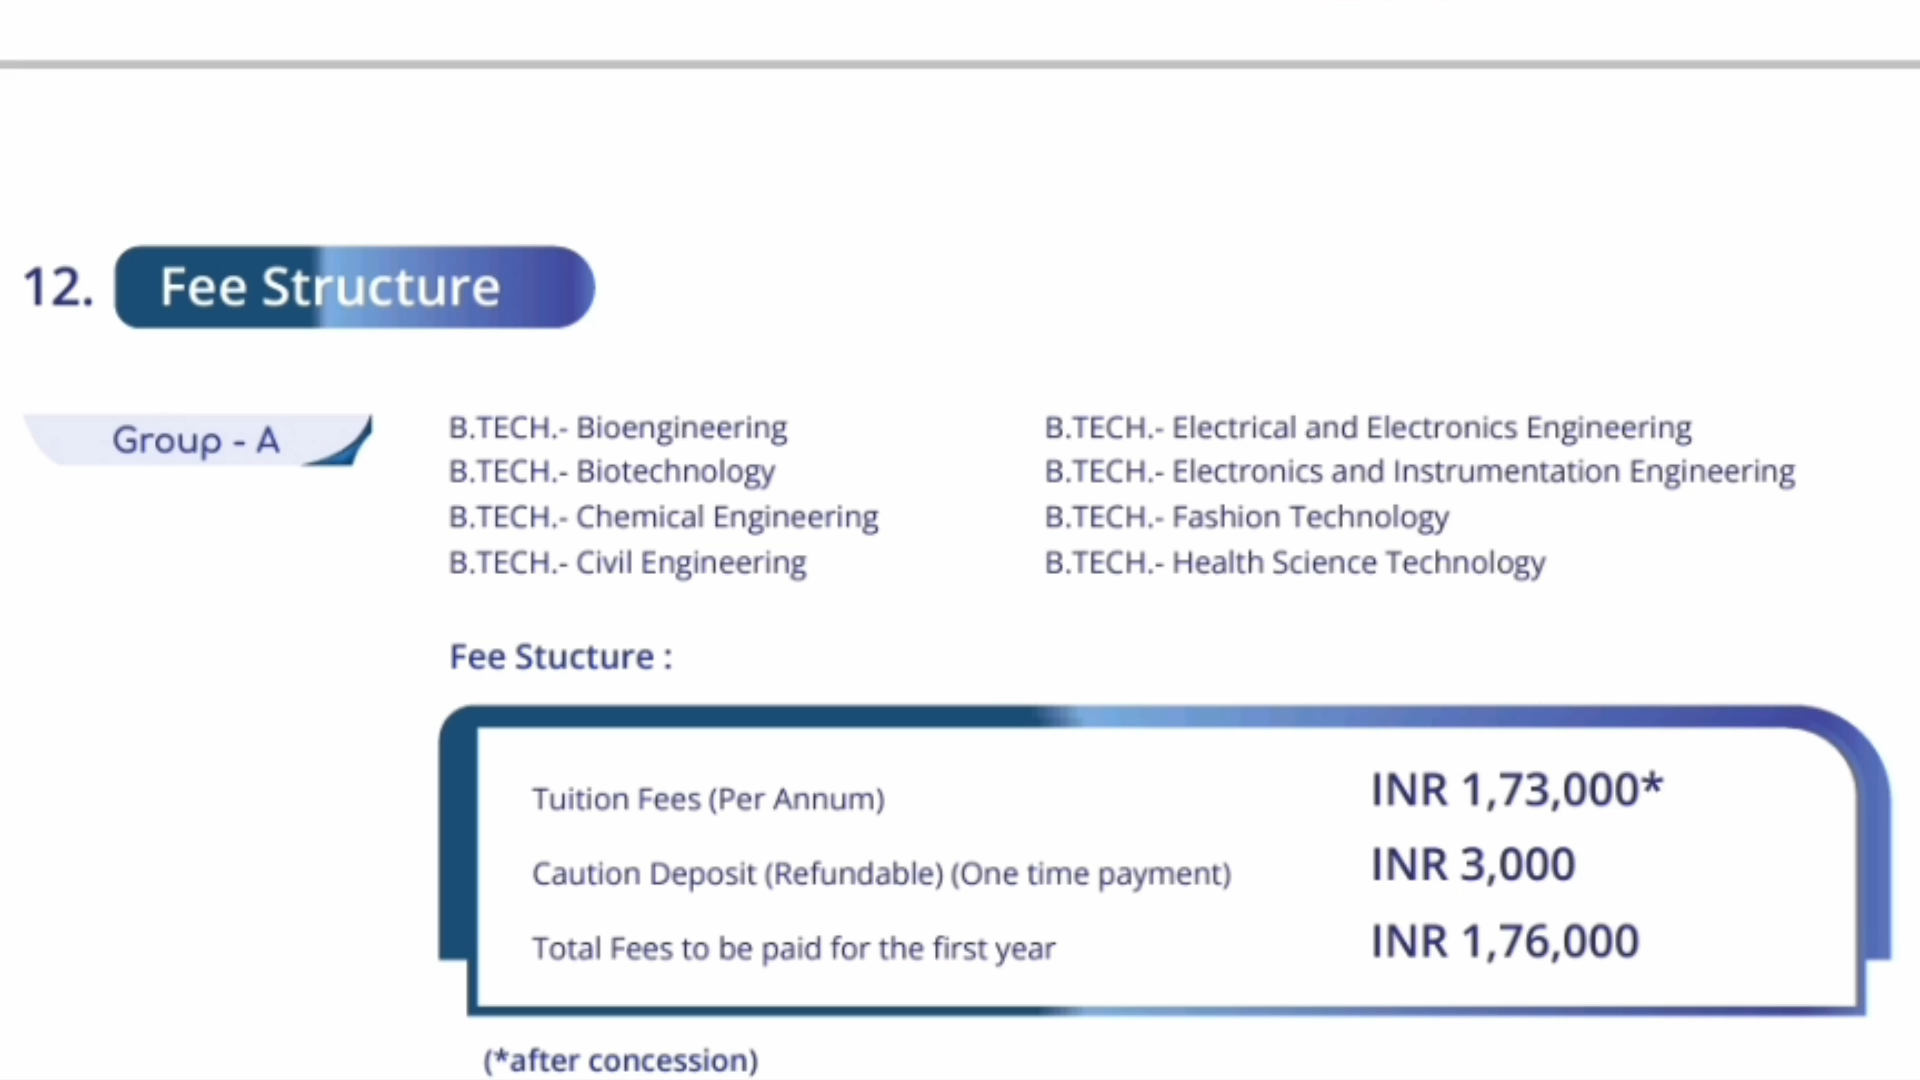 12. Fee Structure
Group - A
B.TECH.- Bioengineering
B.TECH.- Biotechnology
B.TECH.- Chemical Engineering
B.TECH.- Civil Engineering
B.TECH.- Electrical and Electronics Engineering
B.TECH.- Electronics and Instrumentation Engineering
B.TECH.- Fashion Technology
B.TECH.- Health Science Technology
Fee Stucture :
Tuition Fees (Per Annum) INR 1,73,000*
Caution Deposit (Refundable) (One time payment) INR 3,000
Total Fees to be paid for the first year INR 1,76,000
(*after concession)